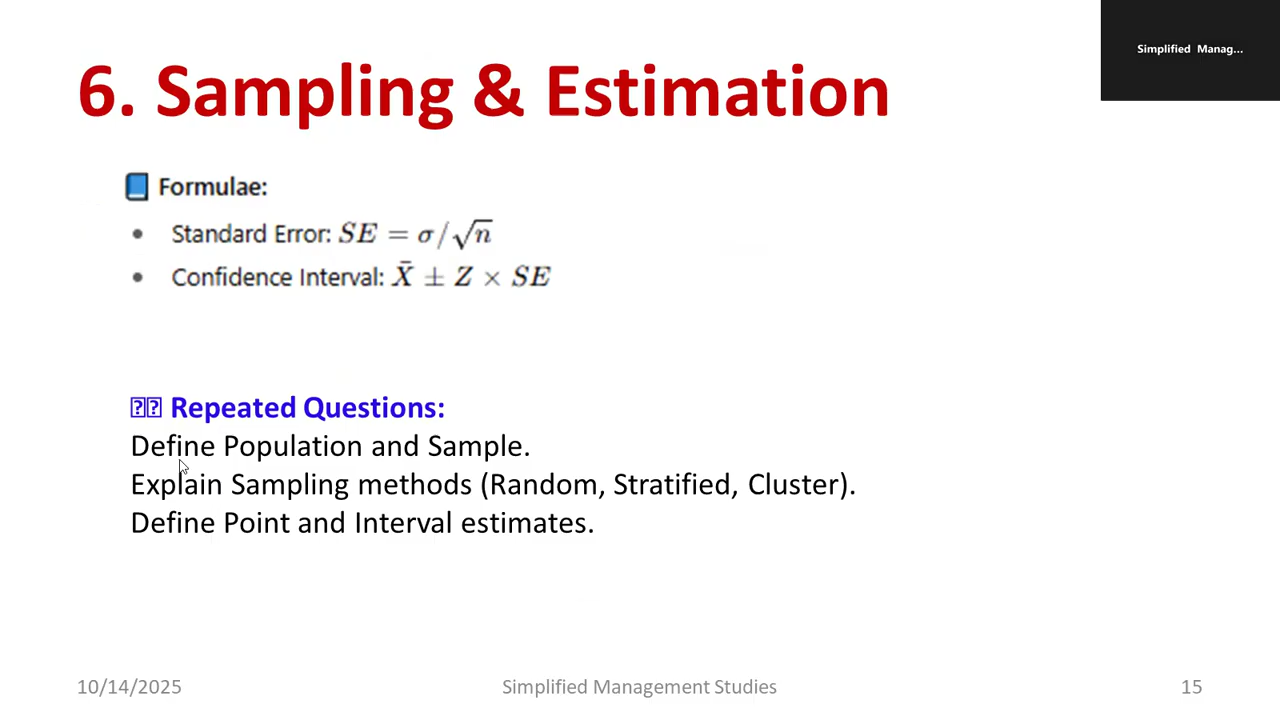 Simplified Manag...
6. Sampling & Estimation
📘 Formulae:
• Standard Error: SE = σ/√n
• Confidence Interval: X̄ ± Z × SE
⍰⍰ Repeated Questions:
Define Population and Sample.
Explain Sampling methods (Random, Stratified, Cluster).
Define Point and Interval estimates.
10/14/2025 Simplified Management Studies 15